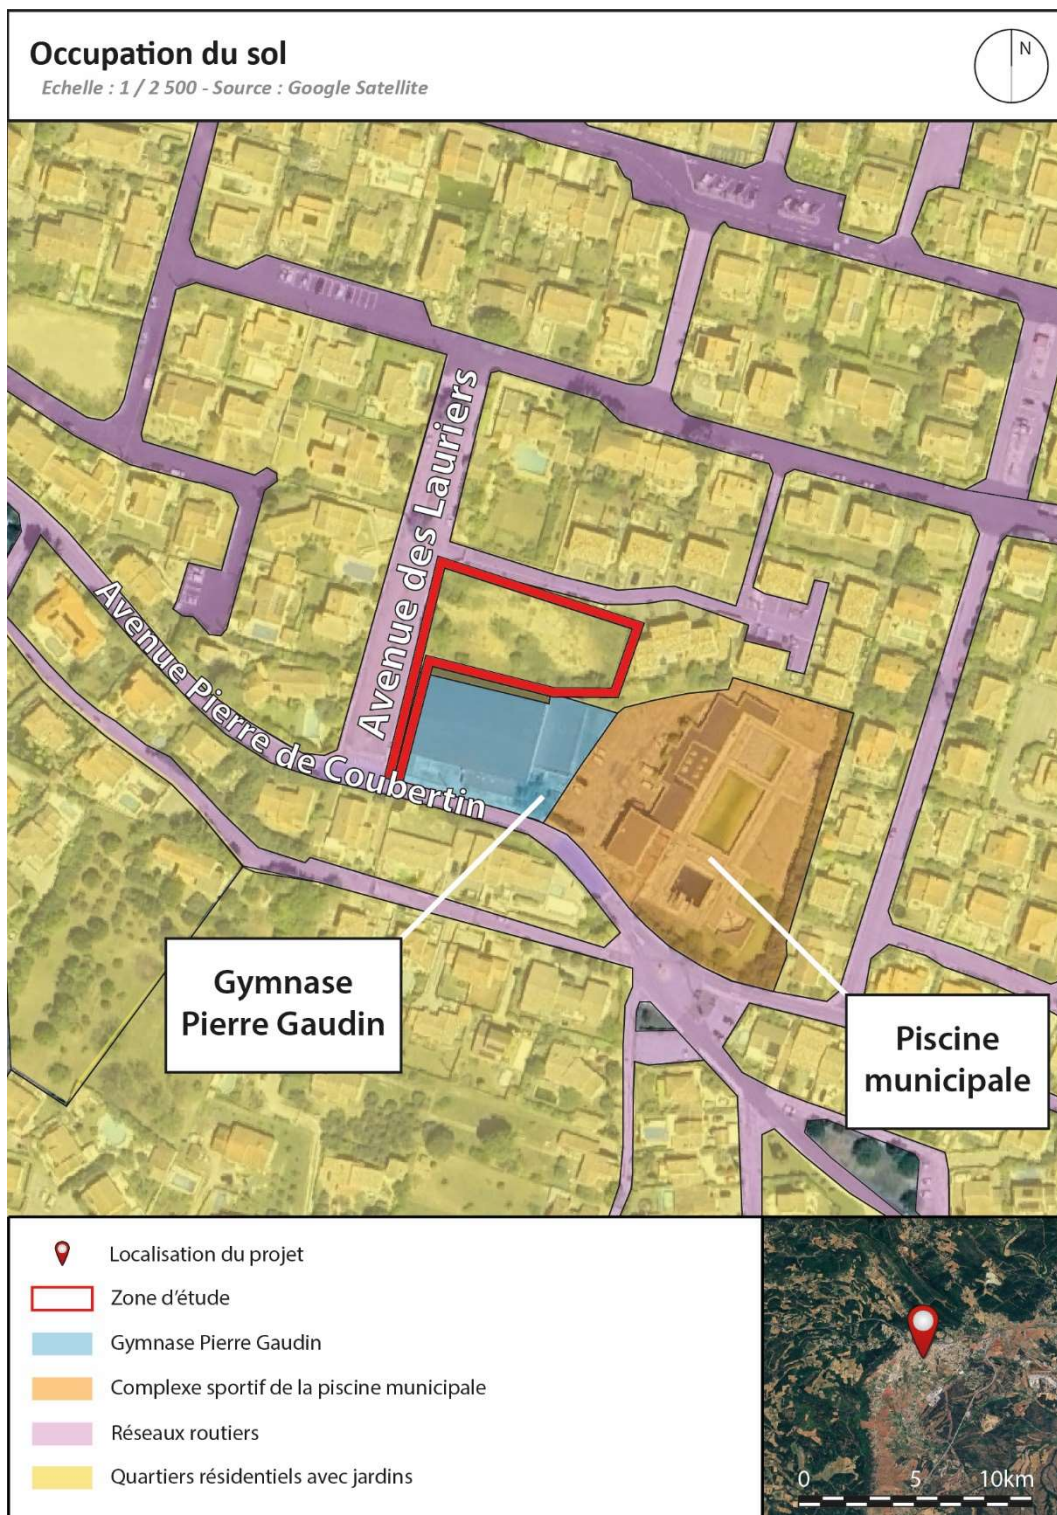 Occupation du sol
Echelle : 1 / 2 500 - Source : Google Satellite
N
Avenue des Lauriers
Avenue Pierre de Coubertin
Gymnase
Pierre Gaudin
Piscine
municipale
Localisation du projet
Zone d'étude
Gymnase Pierre Gaudin
Complexe sportif de la piscine municipale
Réseaux routiers
Quartiers résidentiels avec jardins
0 5 10km